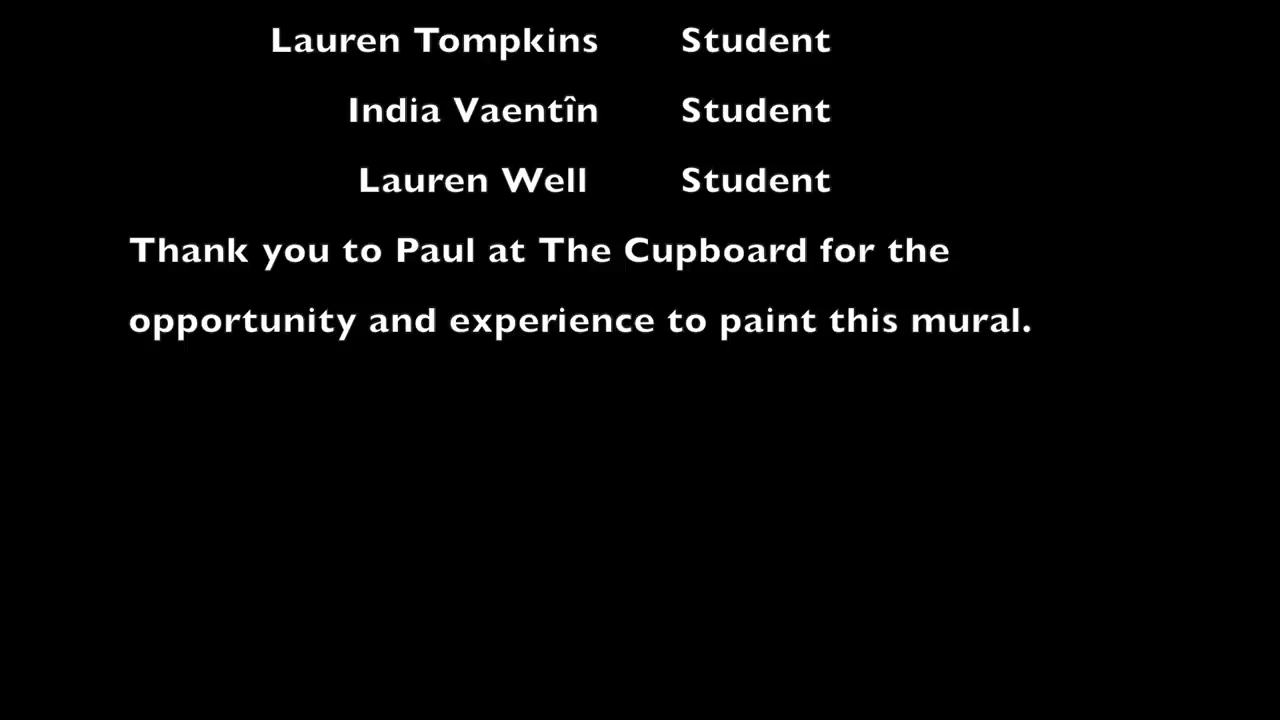 Lauren Tompkins Student
India Vaentîn Student
Lauren Well Student
Thank you to Paul at The Cupboard for the
opportunity and experience to paint this mural.